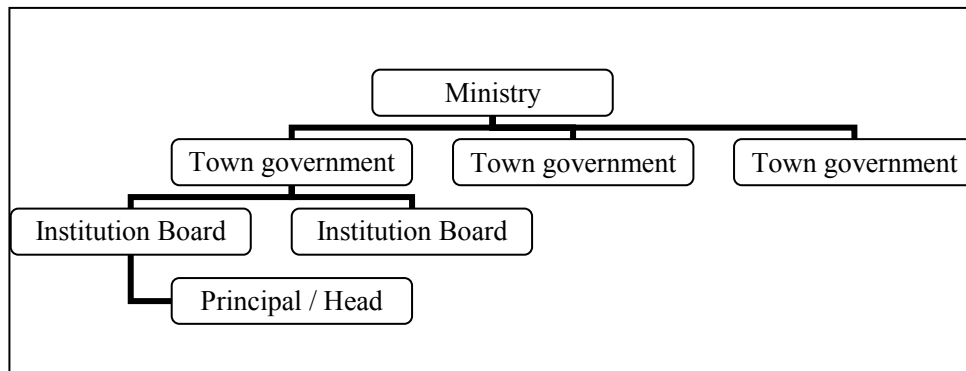 Ministry
Town government
Town government
Town government
Institution Board
Institution Board
Principal / Head